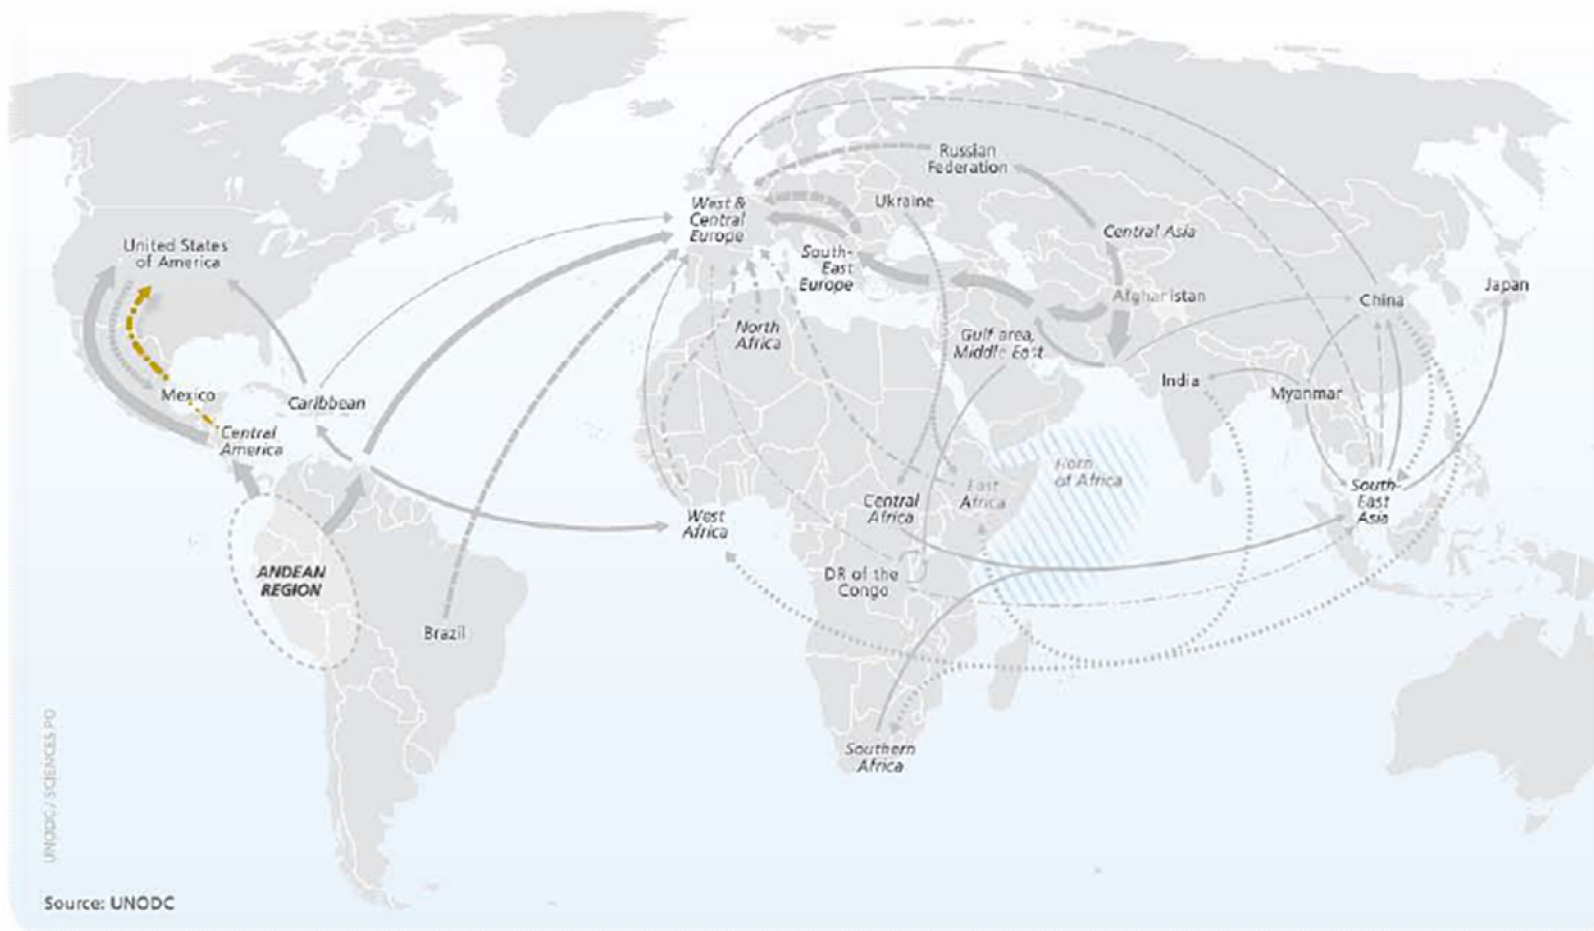 Russian
Federation
West &
Central
Europe
Ukraine
United States
of America
Central Asia
South-
East
Europe
Japan
China
Afghanistan
North
Africa
Gulf area,
Middle East
India
Myanmar
Mexico
Caribbean
Central
America
Horn
of Africa
East
Africa
Central
Africa
South-
East
Asia
West
Africa
ANDEAN
REGION
DR of the
Congo
Brazil
Southern
Africa
UNODC / SCIENCES PO
Source: UNODC